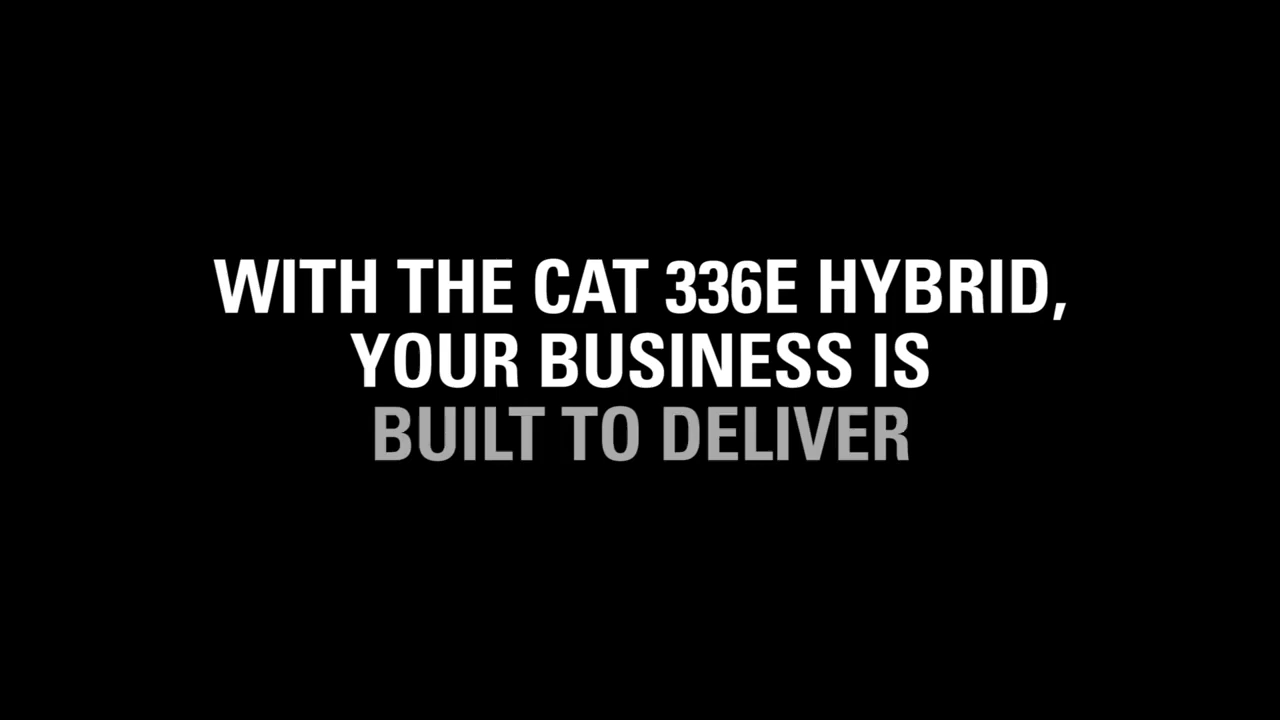 WITH THE CAT 336E HYBRID,
YOUR BUSINESS IS
BUILT TO DELIVER